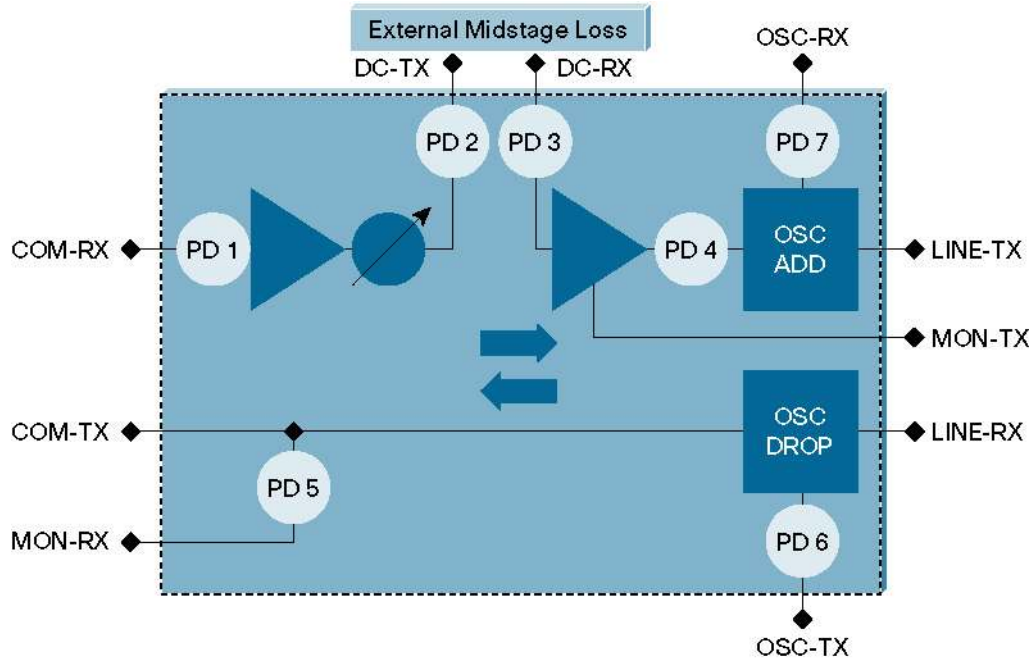 External Midstage Loss
OSC-RX
DC-TX
DC-RX
PD 2
PD 3
PD 7
COM-RX
PD 1
PD 4
OSC
ADD
LINE-TX
MON-TX
COM-TX
OSC
DROP
LINE-RX
PD 5
MON-RX
PD 6
OSC-TX